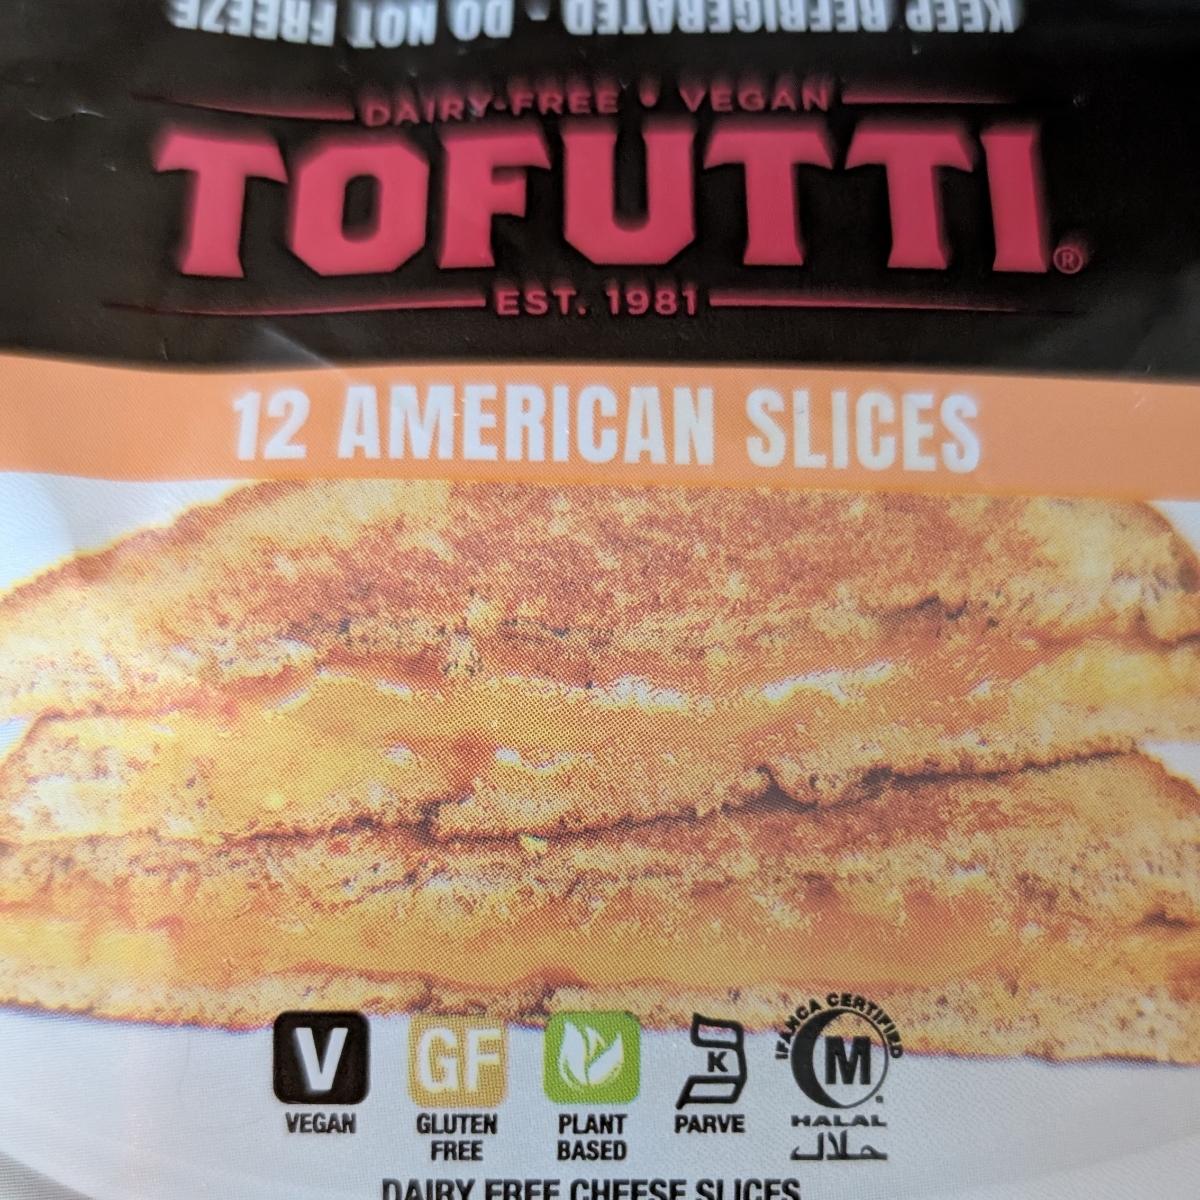 KEEP REFRIGERATED - DO NOT FREEZE
DAIRY-FREE • VEGAN
TOFUTTI®
EST. 1981
12 AMERICAN SLICES
V
VEGAN
GF
GLUTEN
FREE
PLANT
BASED
K
PARVE
IFANCA CERTIFIED
M
HALAL
حلال
DAIRY FREE CHEESE SLICES